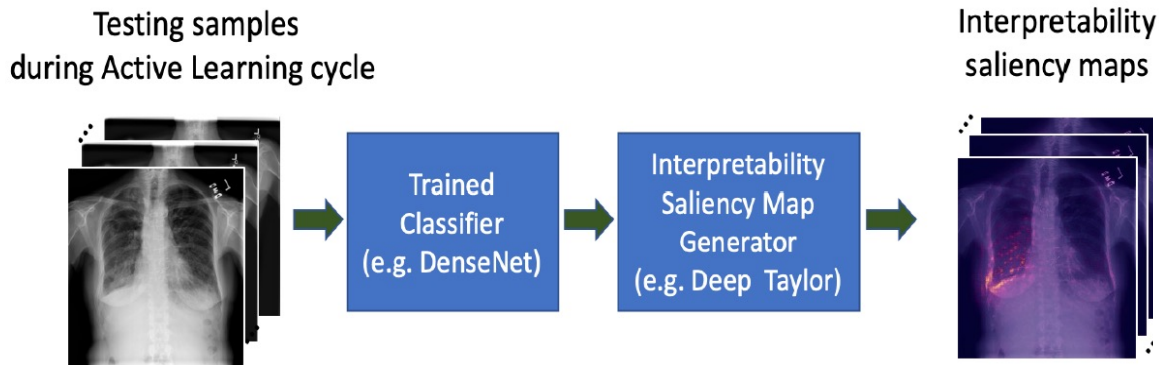 Testing samples
during Active Learning cycle
Interpretability
saliency maps
Trained
Classifier
(e.g. DenseNet)
Interpretability
Saliency Map
Generator
(e.g. Deep Taylor)